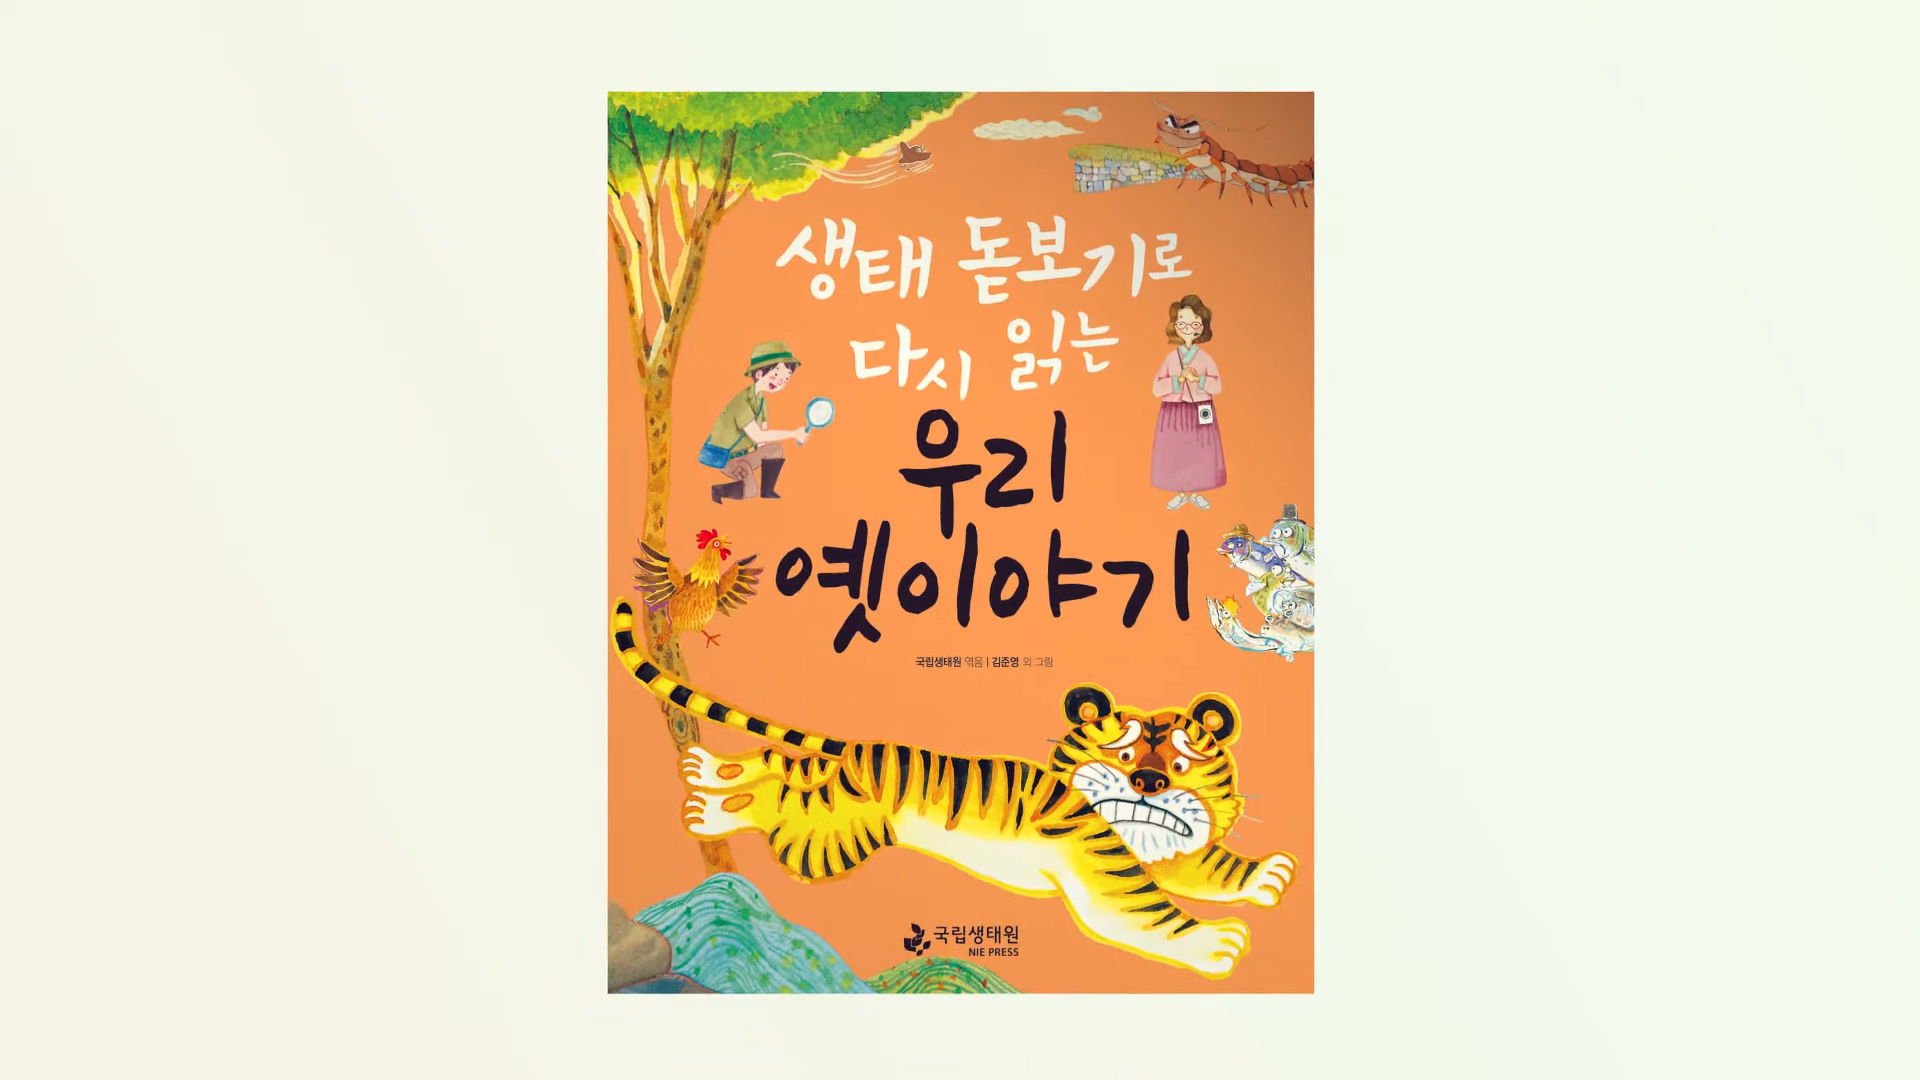 생태 돋보기로
다시 읽는
우리
옛이야기
국립생태원 엮음 | 김준영 외 그림
국립생태원
NIE PRESS